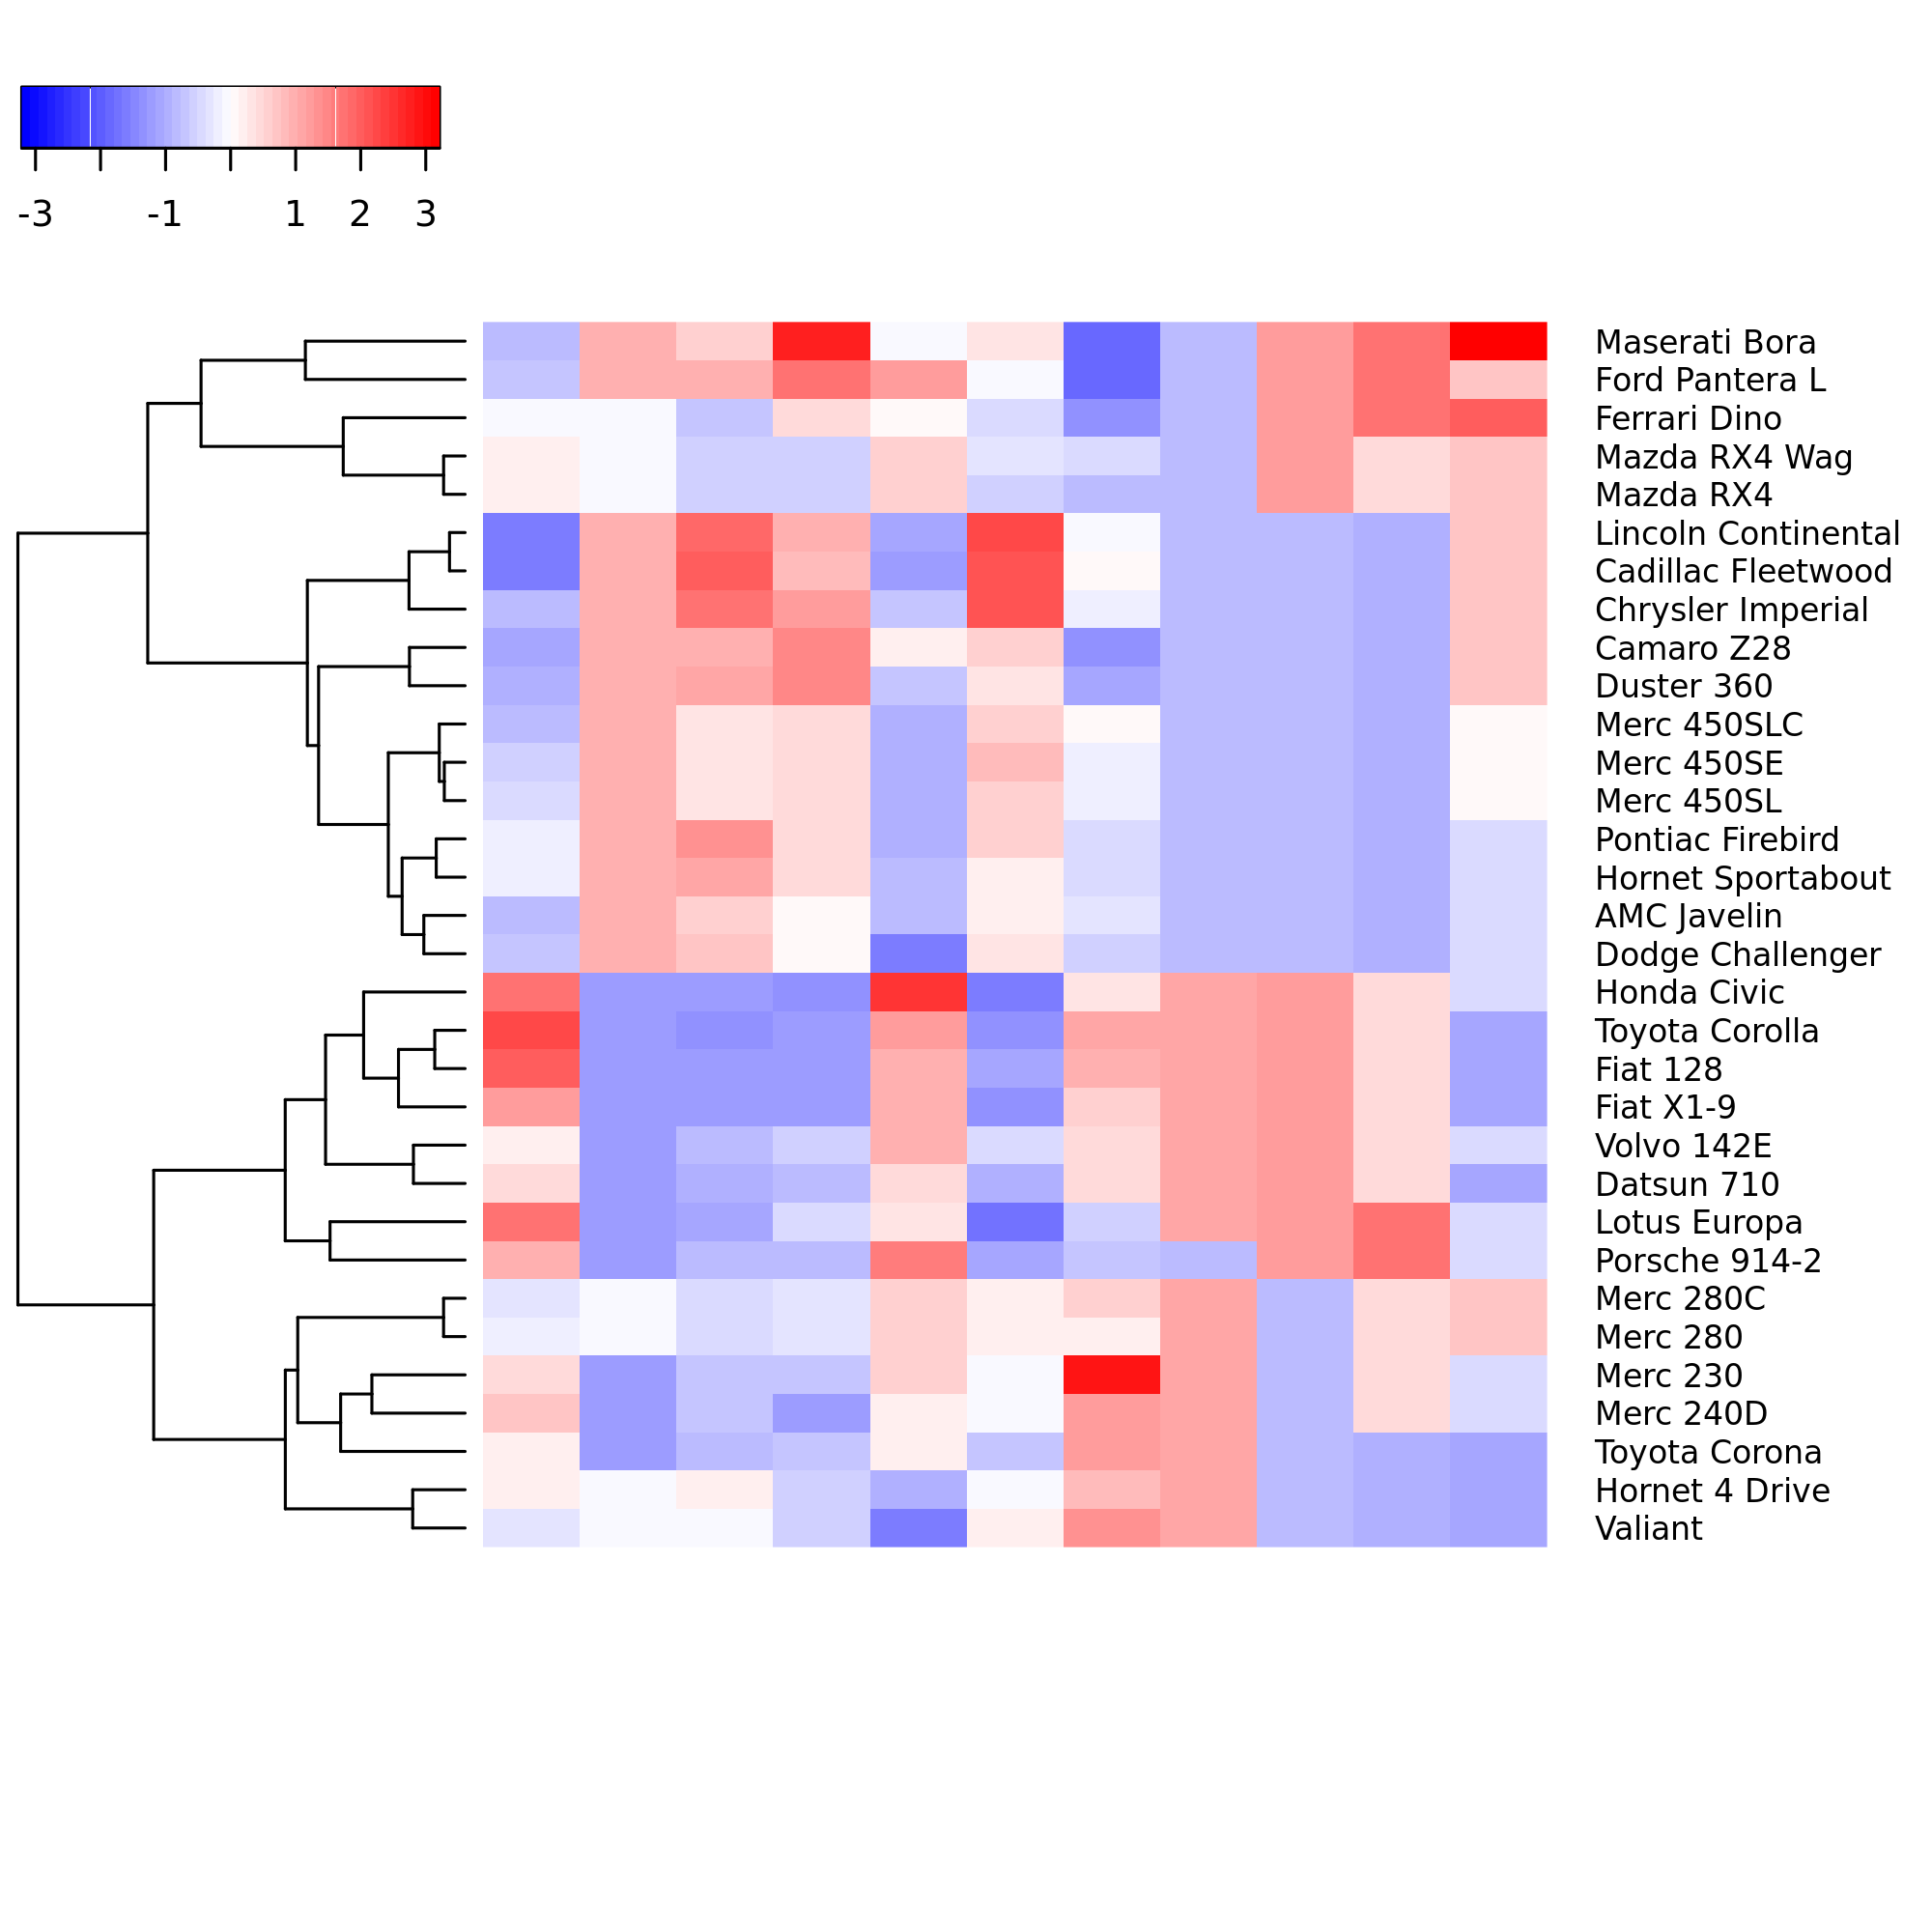 -3 -1 1 2 3
Maserati Bora
Ford Pantera L
Ferrari Dino
Mazda RX4 Wag
Mazda RX4
Lincoln Continental
Cadillac Fleetwood
Chrysler Imperial
Camaro Z28
Duster 360
Merc 450SLC
Merc 450SE
Merc 450SL
Pontiac Firebird
Hornet Sportabout
AMC Javelin
Dodge Challenger
Honda Civic
Toyota Corolla
Fiat 128
Fiat X1-9
Volvo 142E
Datsun 710
Lotus Europa
Porsche 914-2
Merc 280C
Merc 280
Merc 230
Merc 240D
Toyota Corona
Hornet 4 Drive
Valiant